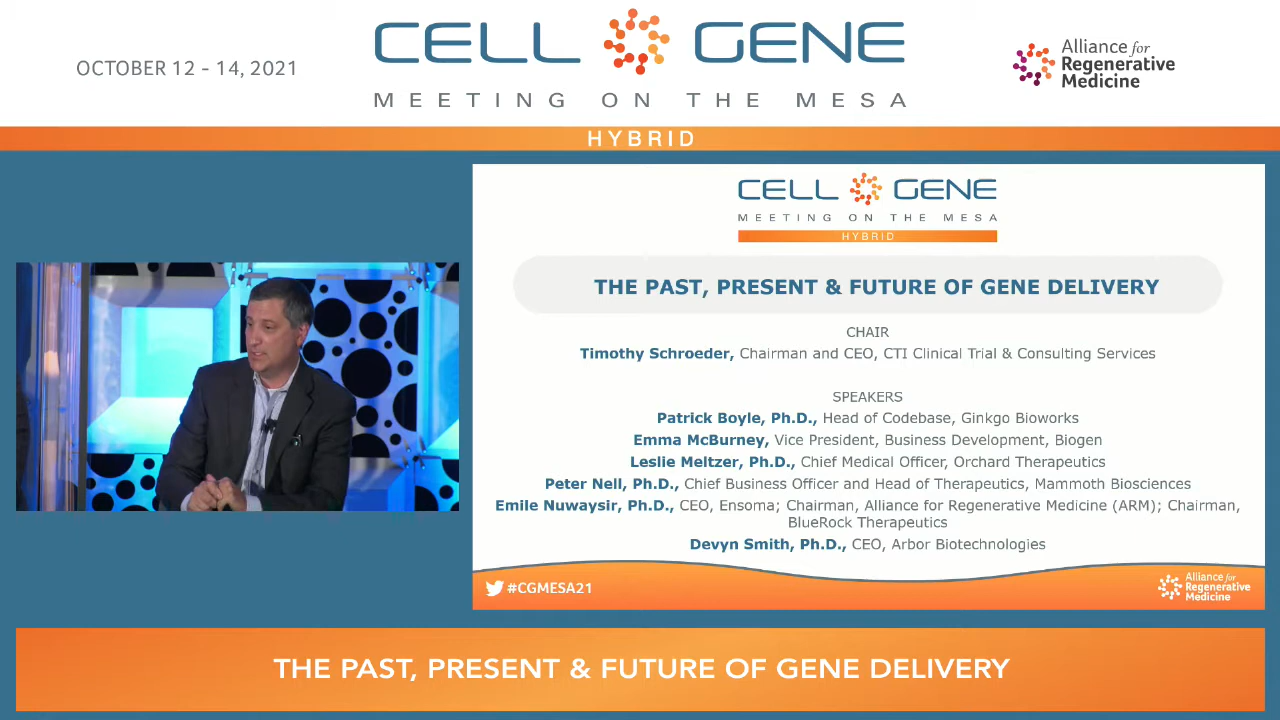 OCTOBER 12 - 14, 2021
CELL GENE
MEETING ON THE MESA
Alliance for
Regenerative
Medicine
HYBRID
CELL GENE
MEETING ON THE MESA
HYBRID
THE PAST, PRESENT & FUTURE OF GENE DELIVERY
CHAIR
Timothy Schroeder, Chairman and CEO, CTI Clinical Trial & Consulting Services
SPEAKERS
Patrick Boyle, Ph.D., Head of Codebase, Ginkgo Bioworks
Emma McBurney, Vice President, Business Development, Biogen
Leslie Meltzer, Ph.D., Chief Medical Officer, Orchard Therapeutics
Peter Nell, Ph.D., Chief Business Officer and Head of Therapeutics, Mammoth Biosciences
Emile Nuwaysir, Ph.D., CEO, Ensoma; Chairman, Alliance for Regenerative Medicine (ARM); Chairman,
BlueRock Therapeutics
Devyn Smith, Ph.D., CEO, Arbor Biotechnologies
#CGMESA21
Alliance for
Regenerative
Medicine
THE PAST, PRESENT & FUTURE OF GENE DELIVERY